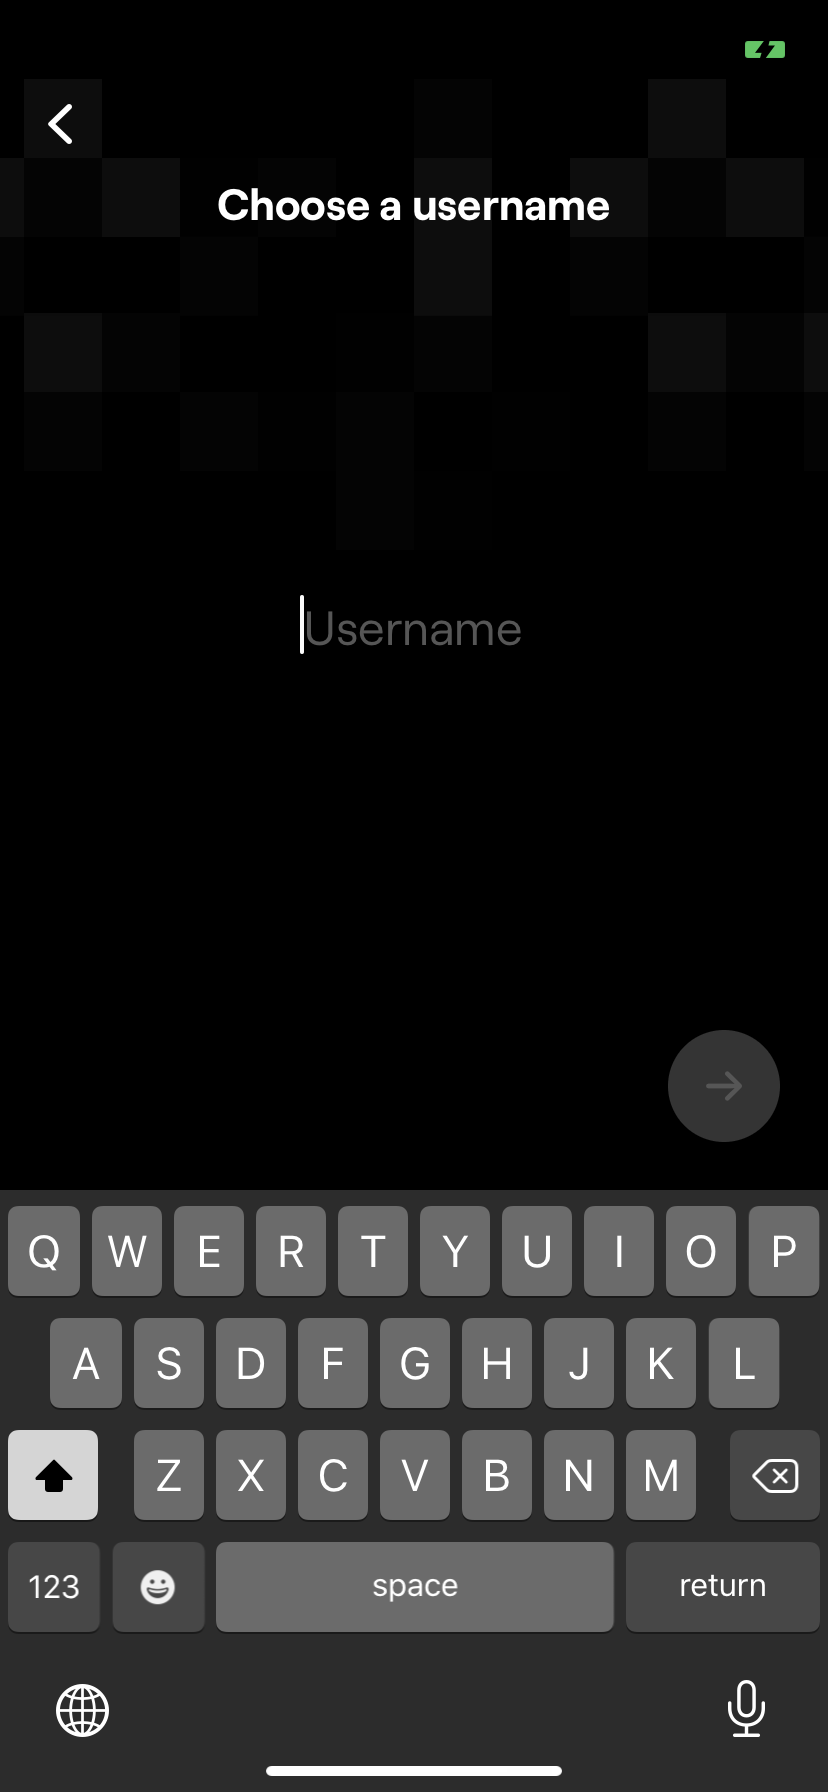 Choose a username
Username
Q W E R T Y U I O P
A S D F G H J K L
Z X C V B N M
123 space return